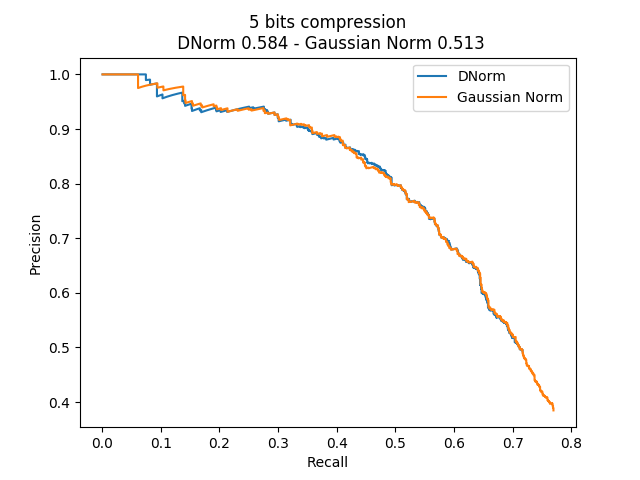 5 bits compression
DNorm 0.584 - Gaussian Norm 0.513
DNorm
Gaussian Norm
1.0
0.9
0.8
0.7
0.6
0.5
0.4
Precision
0.0 0.1 0.2 0.3 0.4 0.5 0.6 0.7 0.8
Recall